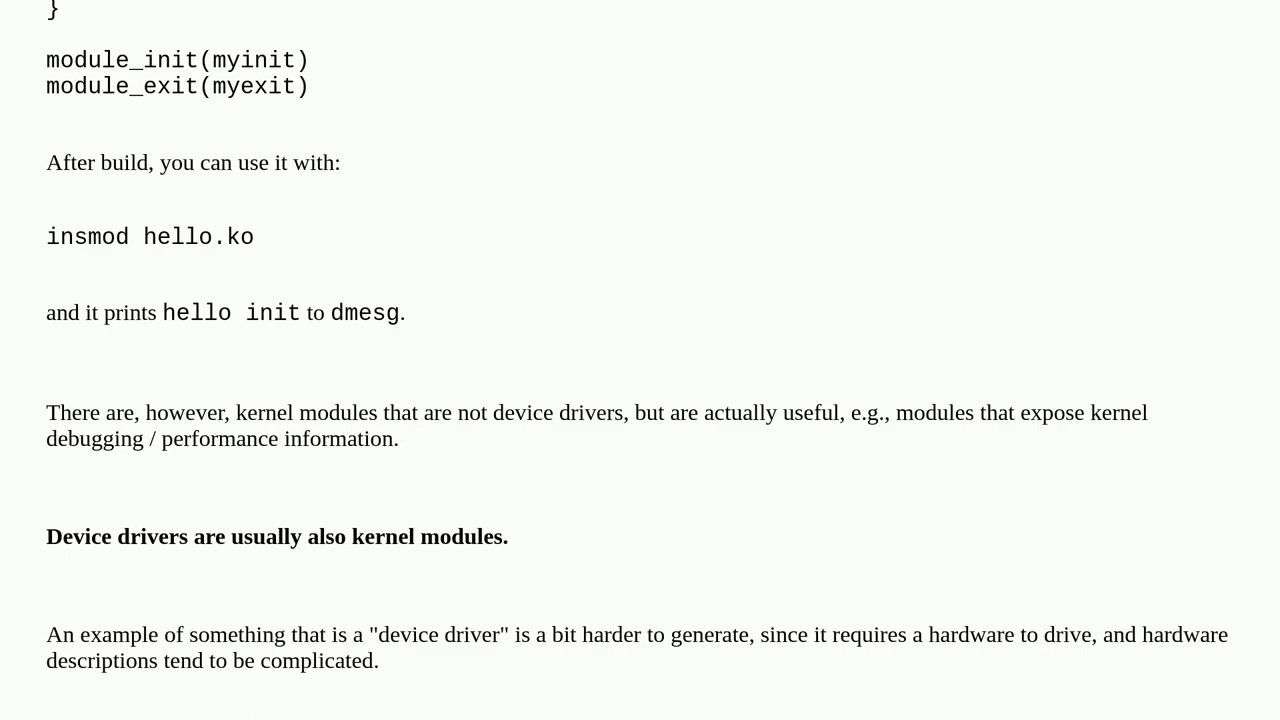 }
module_init(myinit)
module_exit(myexit)
After build, you can use it with:
insmod hello.ko
and it prints hello init to dmesg.
There are, however, kernel modules that are not device drivers, but are actually useful, e.g., modules that expose kernel
debugging / performance information.
Device drivers are usually also kernel modules.
An example of something that is a "device driver" is a bit harder to generate, since it requires a hardware to drive, and hardware
descriptions tend to be complicated.